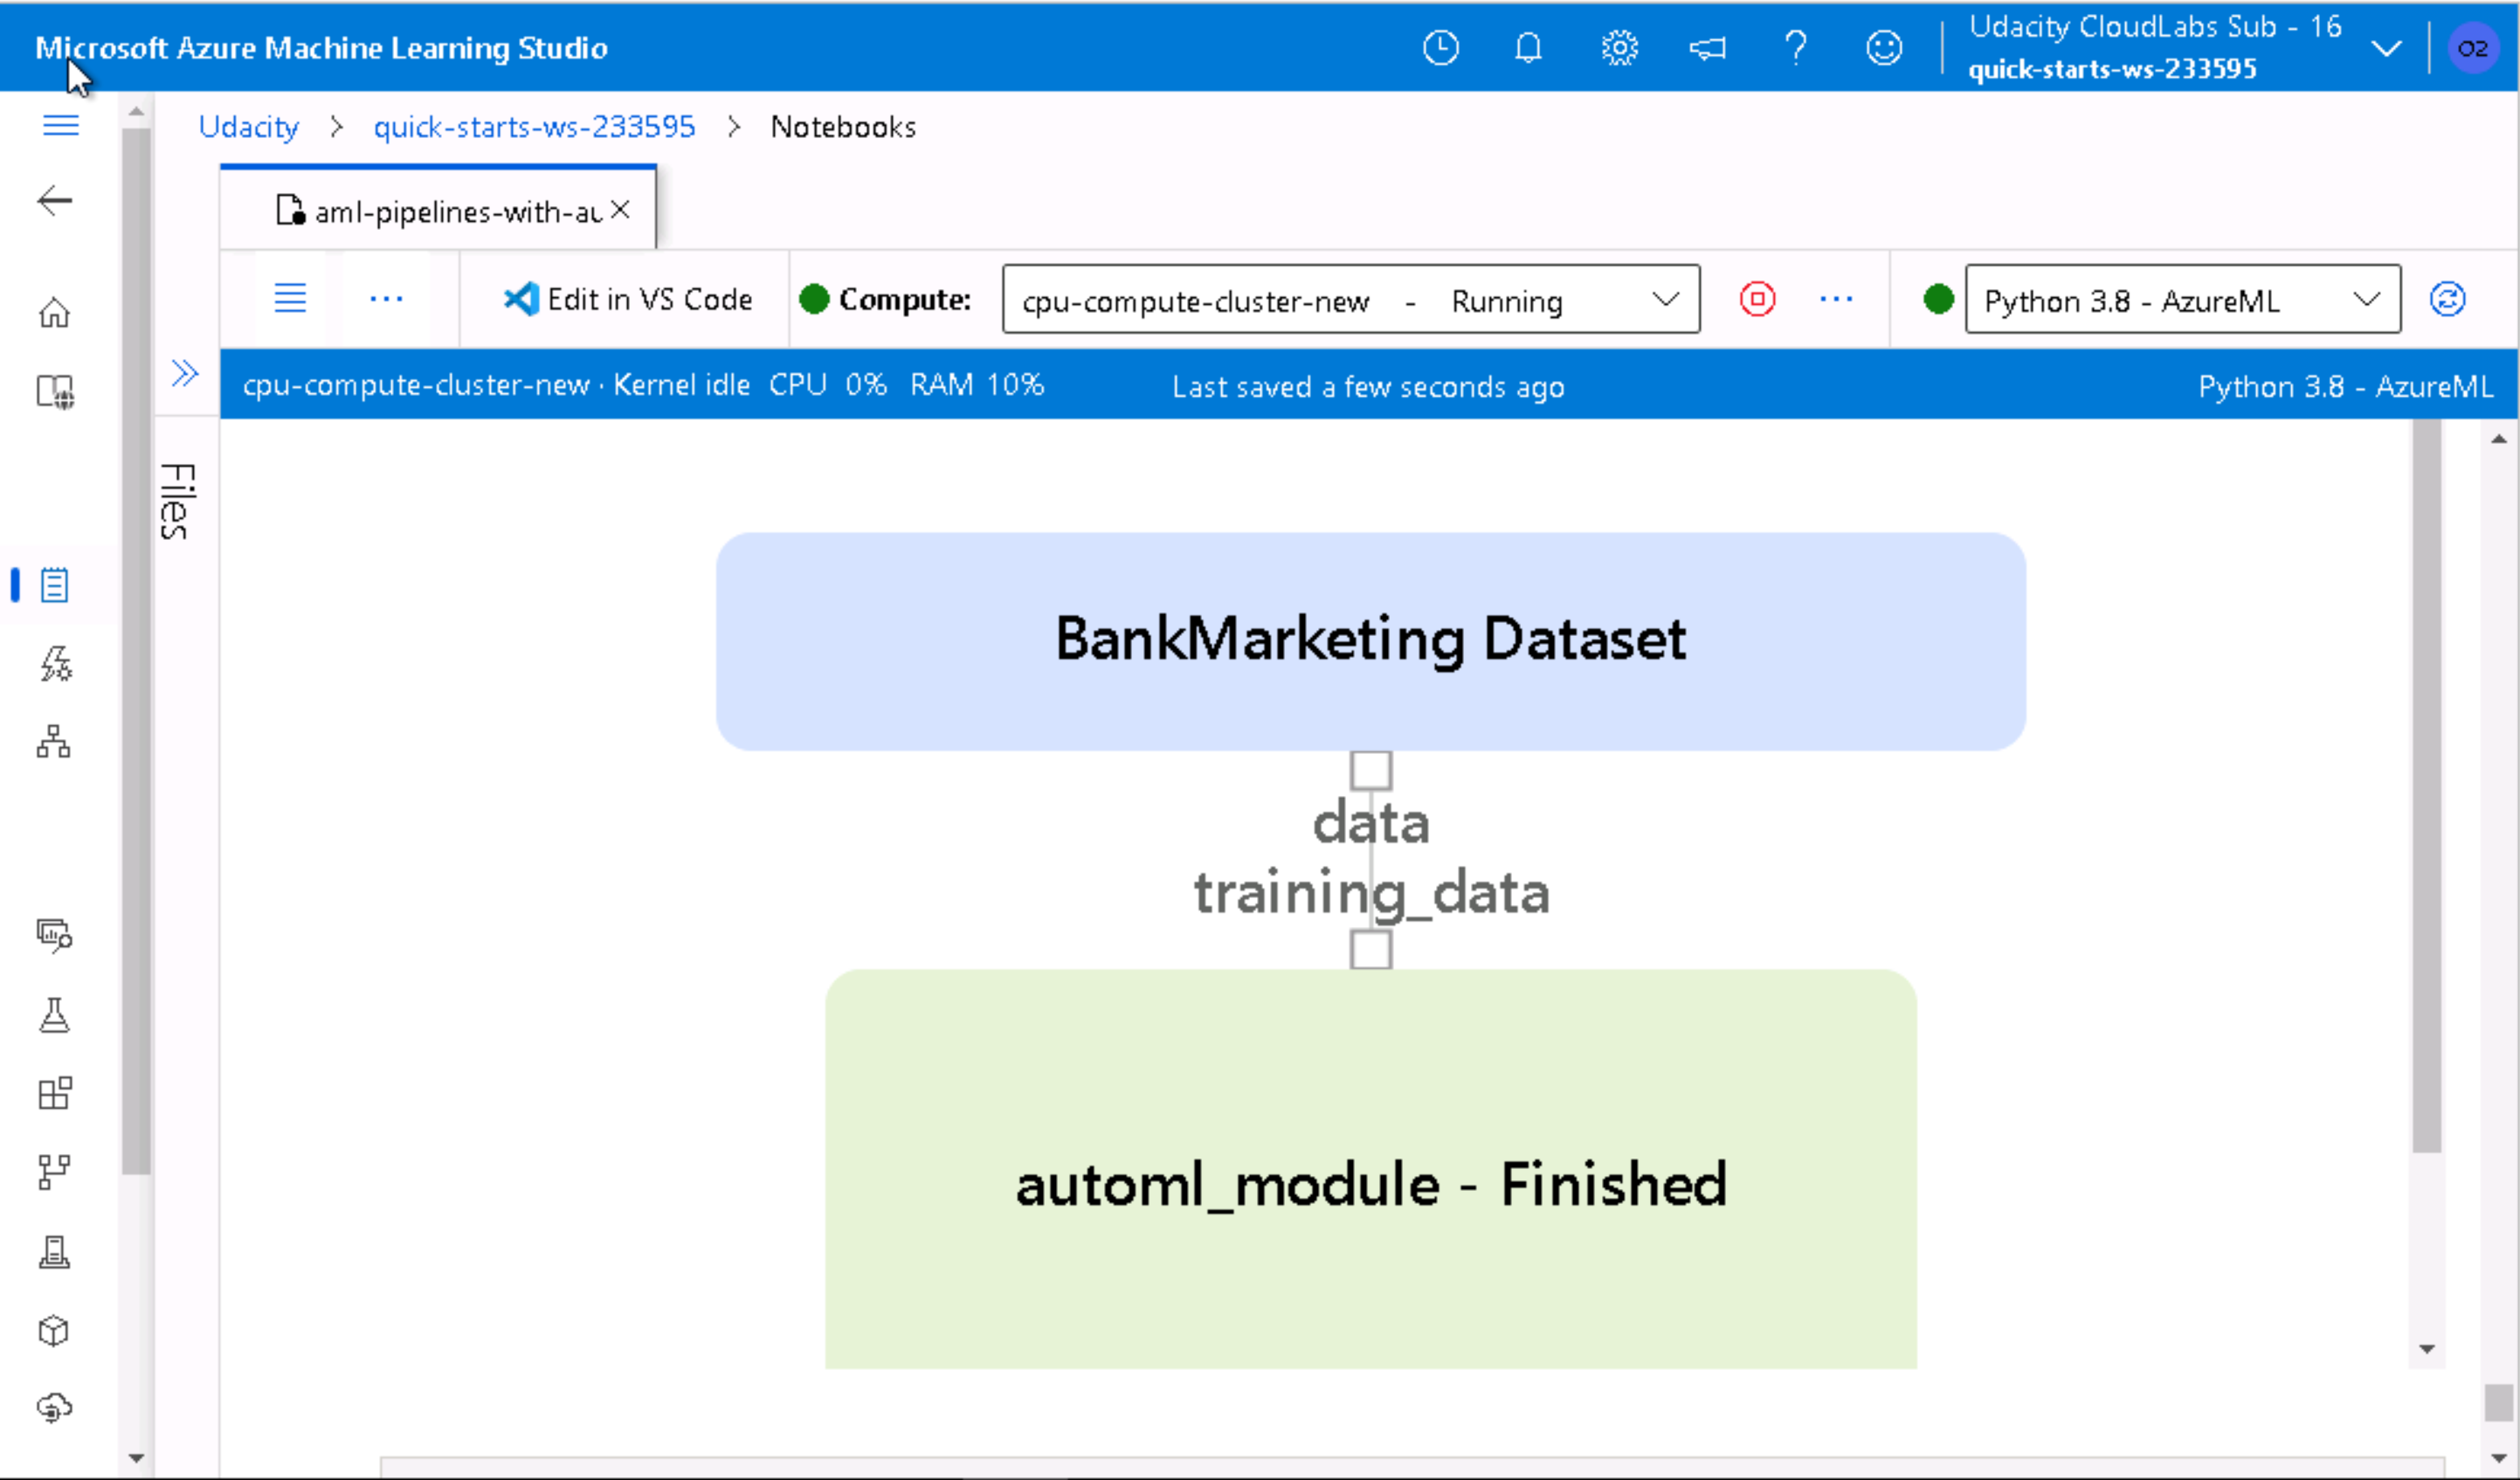 Microsoft Azure Machine Learning Studio
Udacity CloudLabs Sub - 16
quick-starts-ws-233595
O2
Udacity > quick-starts-ws-233595 > Notebooks
aml-pipelines-with-au
Edit in VS Code
Compute:
cpu-compute-cluster-new - Running
Python 3.8 - AzureML
cpu-compute-cluster-new · Kernel idle CPU 0% RAM 10%
Last saved a few seconds ago
Python 3.8 - AzureML
Files
BankMarketing Dataset
data
training_data
automl_module - Finished